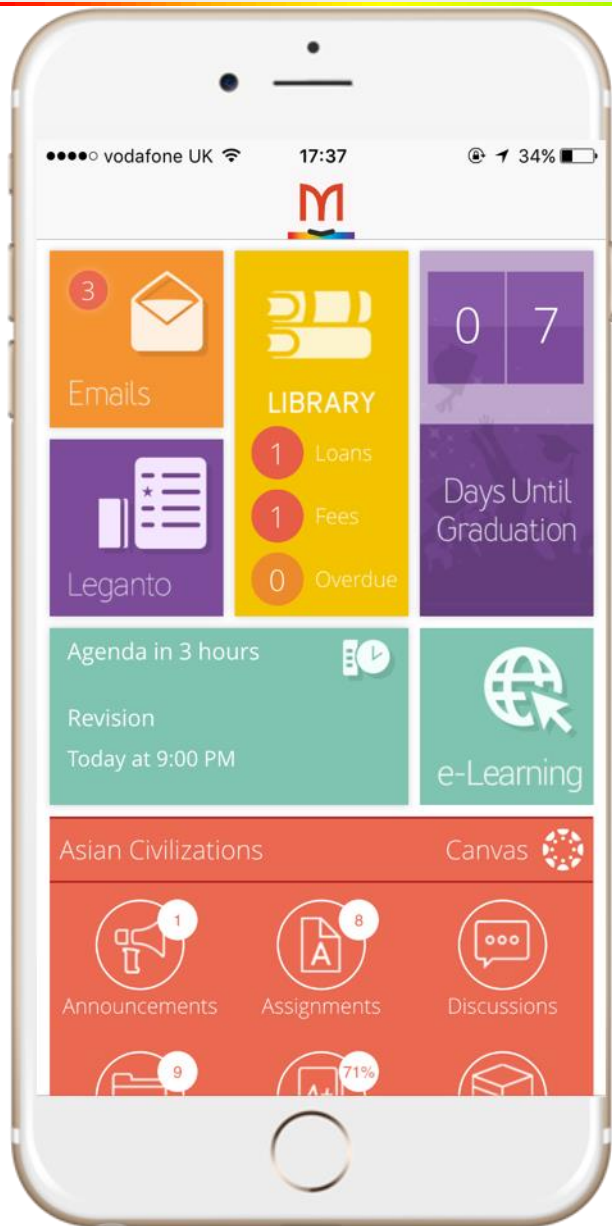 vodafone UK 17:37 34%
M
3
Emails
LIBRARY
1 Loans
1 Fees
0 Overdue
0 7
Days Until
Graduation
Leganto
Agenda in 3 hours
Revision
Today at 9:00 PM
e-Learning
Asian Civilizations Canvas
1 8
A
Announcements Assignments Discussions
9 71%
A+